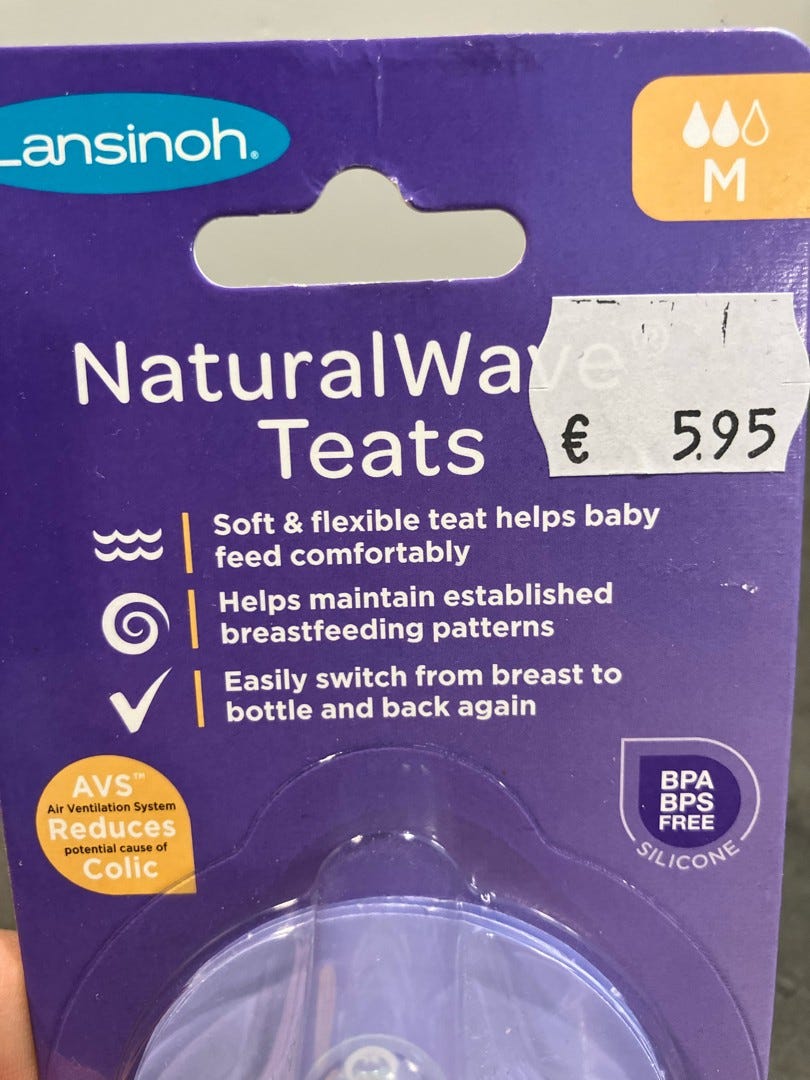 Lansinoh®
M
NaturalWave®
Teats
€ 5.95
Soft & flexible teat helps baby
feed comfortably
Helps maintain established
breastfeeding patterns
Easily switch from breast to
bottle and back again
AVS™
Air Ventilation System
Reduces
potential cause of
Colic
BPA
BPS
FREE
SILICONE